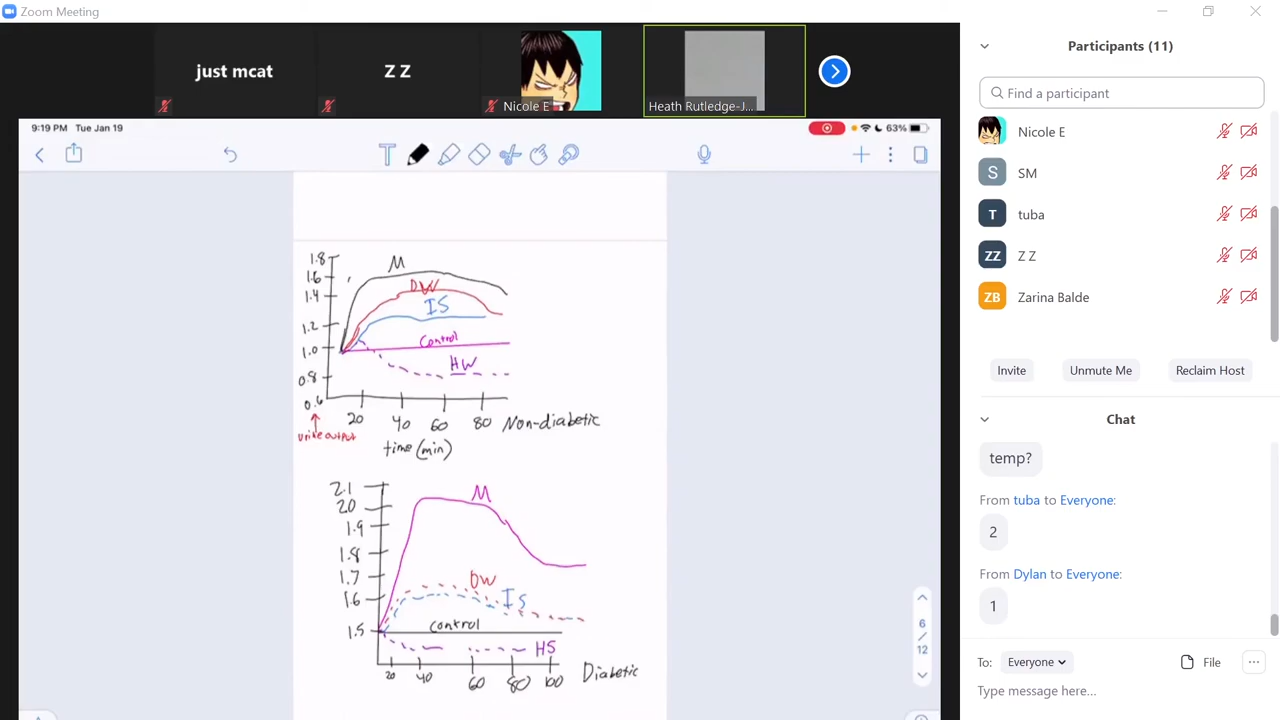 Zoom Meeting
just mcat
Z Z
Nicole E
Heath Rutledge-J...
9:19 PM Tue Jan 19
63%
T
1.8
1.6
1.4
1.2
1.0
0.8
0.6
M
DW
IS
Control
HW
20 40 60 80 Non-diabetic
urine output
time (min)
2.1
2.0
1.9
1.8
1.7
1.6
1.5
M
DW
IS
control
HS
20 40 60 80 100 Diabetic
6
/
12
Participants (11)
Find a participant
Nicole E
S SM
T tuba
ZZ Z Z
ZB Zarina Balde
Invite Unmute Me Reclaim Host
Chat
temp?
From tuba to Everyone:
2
From Dylan to Everyone:
1
To: Everyone File
Type message here...